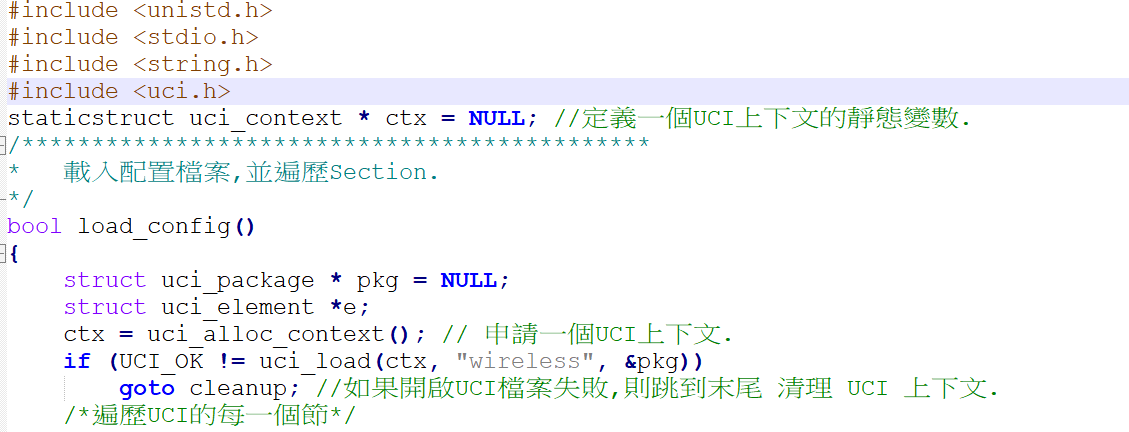 #include <unistd.h>
#include <stdio.h>
#include <string.h>
#include <uci.h>
staticstruct uci_context * ctx = NULL; //定義一個UCI上下文的靜態變數.
/*********************************************
*   載入配置檔案,並遍歷Section.
*/
bool load_config()
{
    struct uci_package * pkg = NULL;
    struct uci_element *e;
    ctx = uci_alloc_context(); // 申請一個UCI上下文.
    if (UCI_OK != uci_load(ctx, "wireless", &pkg))
        goto cleanup; //如果開啟UCI檔案失敗,則跳到末尾 清理 UCI 上下文.
    /*遍歷UCI的每一個節*/